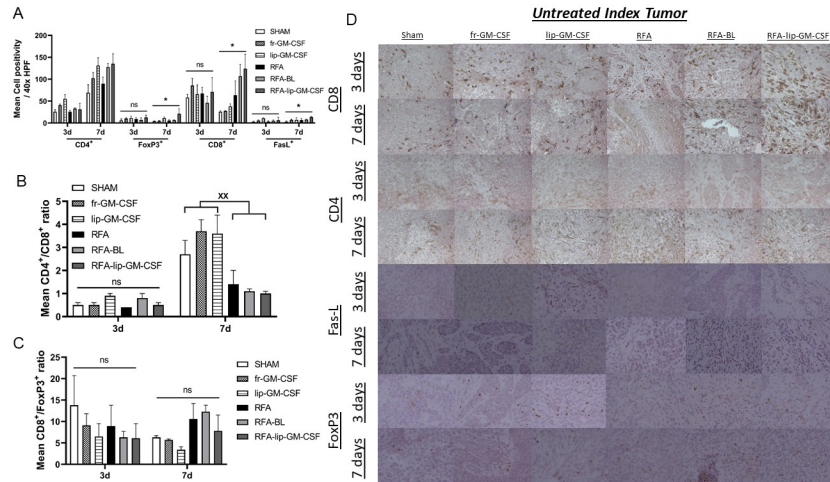 A
Mean Cell positivity
/ 40x HPF
200
150
100
50
0
SHAM
fr-GM-CSF
lip-GM-CSF
RFA
RFA-BL
RFA-lip-GM-CSF
ns
*
ns
*
*
3d 7d 3d 7d 3d 7d 3d 7d
CD4⁺ FoxP3⁺ CD8⁺ FasL⁺
B
Mean CD4⁺/CD8⁺ ratio
5
4
3
2
1
0
SHAM
fr-GM-CSF
lip-GM-CSF
RFA
RFA-BL
RFA-lip-GM-CSF
ns
xx
3d 7d
C
Mean CD8⁺/FoxP3⁺ ratio
25
20
15
10
5
0
ns
ns
SHAM
fr-GM-CSF
lip-GM-CSF
RFA
RFA-BL
RFA-lip-GM-CSF
3d 7d
D
Untreated Index Tumor
Sham fr-GM-CSF lip-GM-CSF RFA RFA-BL RFA-lip-GM-CSF
CD8
3 days
7 days
CD4
3 days
7 days
Fas-L
3 days
7 days
FoxP3
3 days
7 days